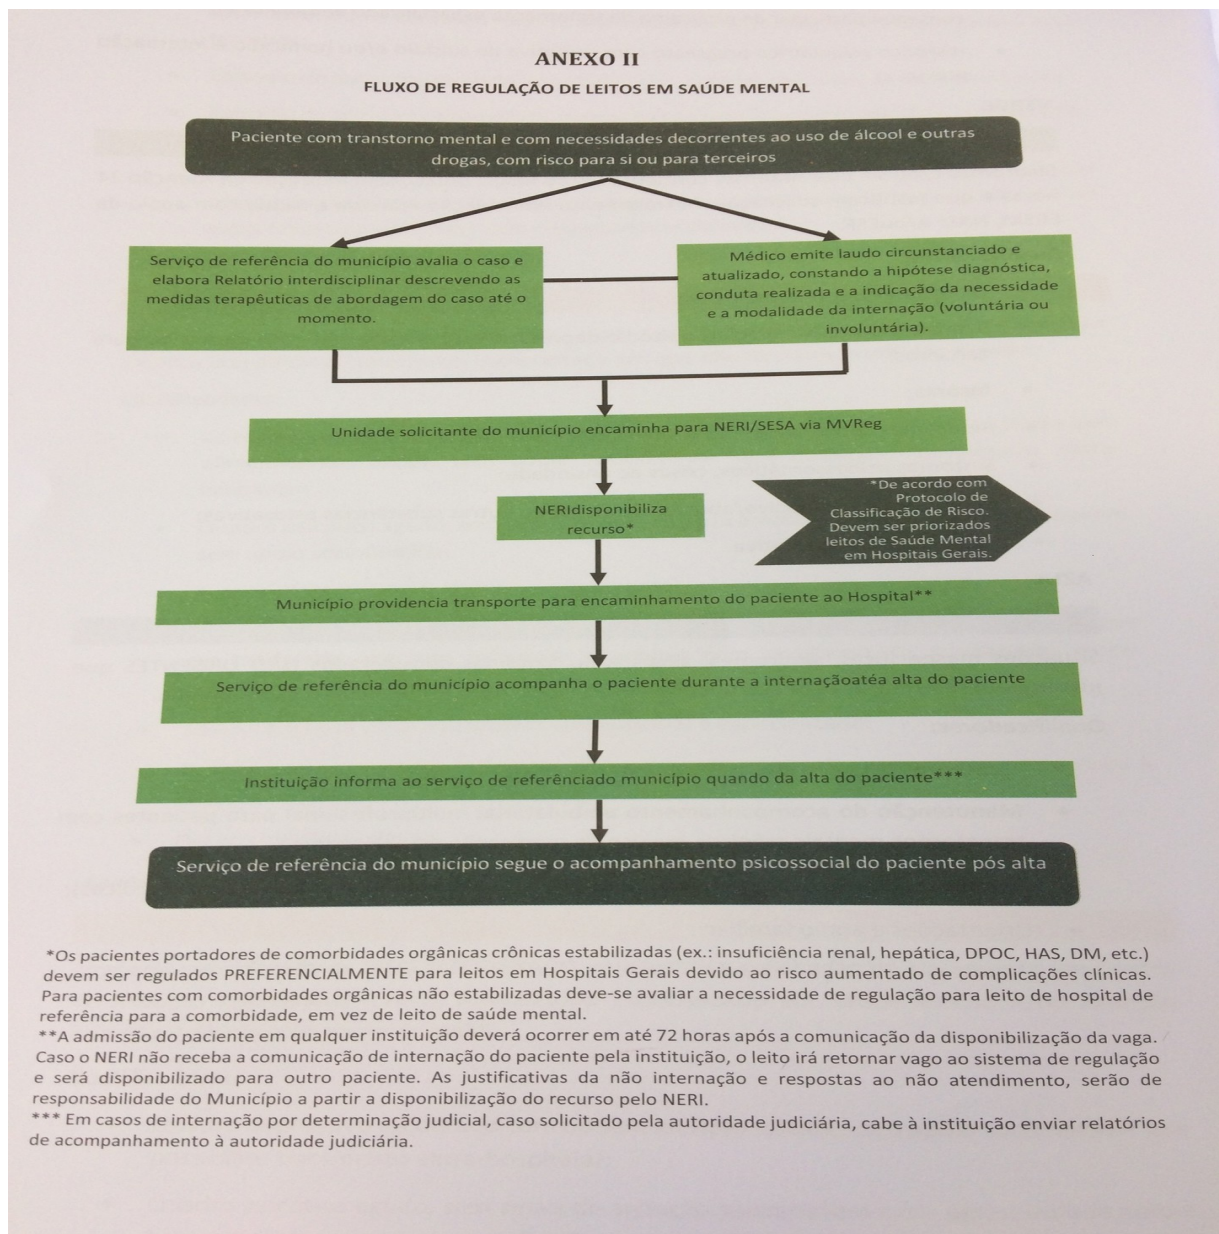 ANEXO II
FLUXO DE REGULAÇÃO DE LEITOS EM SAÚDE MENTAL
Paciente com transtorno mental e com necessidades decorrentes ao uso de álcool e outras
drogas, com risco para si ou para terceiros
Serviço de referência do município avalia o caso e
elabora Relatório interdisciplinar descrevendo as
medidas terapêuticas de abordagem do caso até o
momento.
Médico emite laudo circunstanciado e
atualizado, constando a hipótese diagnóstica,
conduta realizada e a indicação da necessidade
e a modalidade da internação (voluntária ou
involuntária).
Unidade solicitante do município encaminha para NERI/SESA via MVReg
NERIdisponibiliza
recurso*
*De acordo com
Protocolo de
Classificação de Risco.
Devem ser priorizados
leitos de Saúde Mental
em Hospitais Gerais.
Município providencia transporte para encaminhamento do paciente ao Hospital**
Serviço de referência do município acompanha o paciente durante a internaçãoatéa alta do paciente
Instituição informa ao serviço de referênciado município quando da alta do paciente***
Serviço de referência do município segue o acompanhamento psicossocial do paciente pós alta
*Os pacientes portadores de comorbidades orgânicas crônicas estabilizadas (ex.: insuficiência renal, hepática, DPOC, HAS, DM, etc.)
devem ser regulados PREFERENCIALMENTE para leitos em Hospitais Gerais devido ao risco aumentado de complicações clínicas.
Para pacientes com comorbidades orgânicas não estabilizadas deve-se avaliar a necessidade de regulação para leito de hospital de
referência para a comorbidade, em vez de leito de saúde mental.
**A admissão do paciente em qualquer instituição deverá ocorrer em até 72 horas após a comunicação da disponibilização da vaga.
Caso o NERI não receba a comunicação de internação do paciente pela instituição, o leito irá retornar vago ao sistema de regulação
e será disponibilizado para outro paciente. As justificativas da não internação e respostas ao não atendimento, serão de
responsabilidade do Município a partir a disponibilização do recurso pelo NERI.
*** Em casos de internação por determinação judicial, caso solicitado pela autoridade judiciária, cabe à instituição enviar relatórios
de acompanhamento à autoridade judiciária.